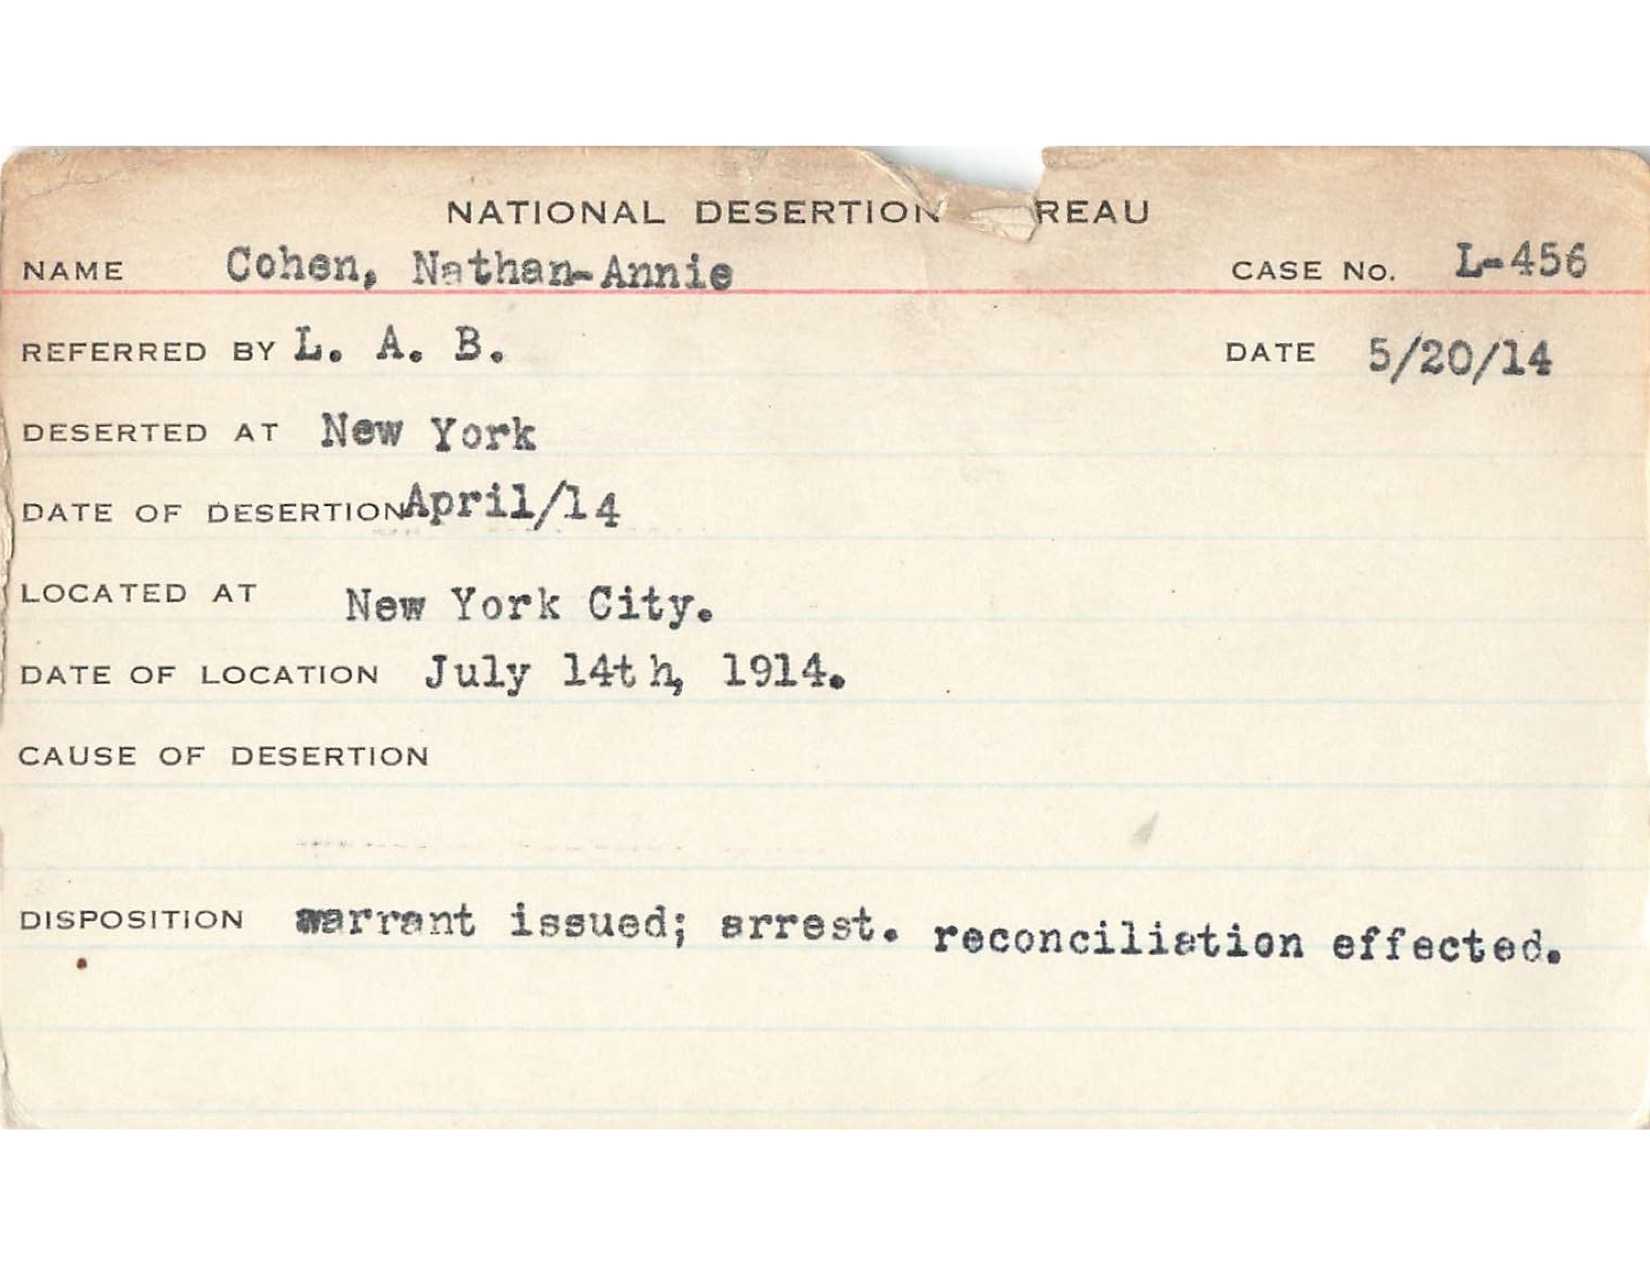 NATIONAL DESERTION REAU
NAME Cohen, Nathan-Annie CASE No. L-456
REFERRED BY L. A. B. DATE 5/20/14
DESERTED AT New York
DATE OF DESERTION April/14
LOCATED AT New York City.
DATE OF LOCATION July 14th, 1914.
CAUSE OF DESERTION
DISPOSITION warrant issued; arrest. reconciliation effected.